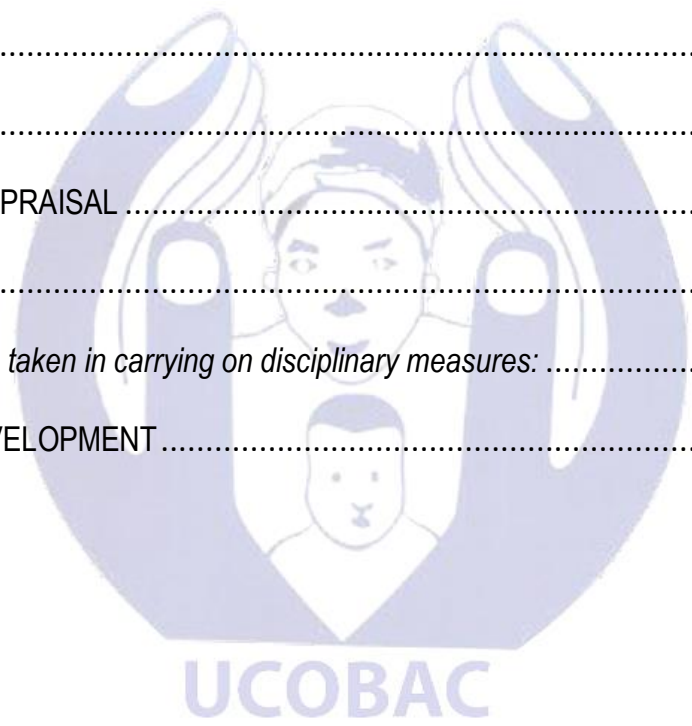 ................................................................................
................................................................................
PRAISAL ................................................................
................................................................................
taken in carrying on disciplinary measures: .................
VELOPMENT ............................................................
UCOBAC